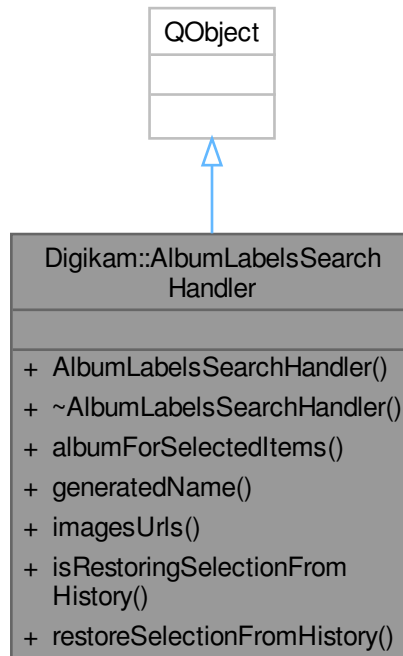 QObject
Digikam::AlbumLabelsSearch
Handler
+ AlbumLabelsSearchHandler()
+ ~AlbumLabelsSearchHandler()
+ albumForSelectedItems()
+ generatedName()
+ imagesUrls()
+ isRestoringSelectionFrom
History()
+ restoreSelectionFromHistory()